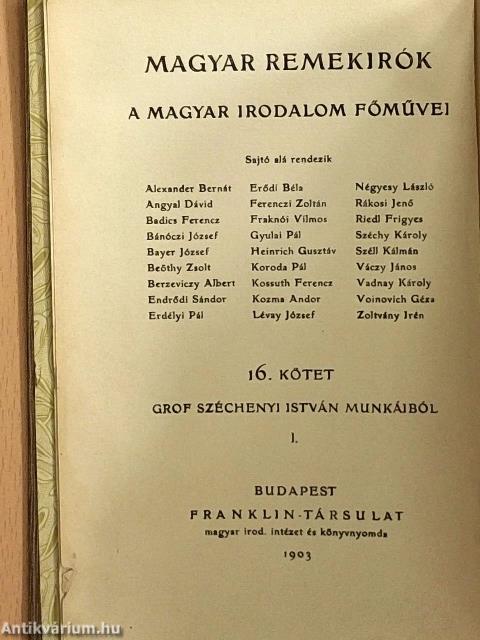 MAGYAR REMEKIRÓK
A MAGYAR IRODALOM FŐMŰVEI
Sajtó alá rendezik
Alexander Bernát
Angyal Dávid
Badics Ferencz
Bánóczi József
Bayer József
Beőthy Zsolt
Berzeviczy Albert
Endrődi Sándor
Erdélyi Pál
Erődi Béla
Ferenczi Zoltán
Fraknói Vilmos
Gyulai Pál
Heinrich Gusztáv
Koroda Pál
Kossuth Ferencz
Kozma Andor
Lévay József
Négyesy László
Rákosi Jenő
Riedl Frigyes
Széchy Károly
Széll Kálmán
Váczy János
Vadnay Károly
Voinovich Géza
Zoltvány Irén
16. KÖTET
GROF SZÉCHENYI ISTVÁN MUNKÁIBÓL
I.
BUDAPEST
FRANKLIN-TÁRSULAT
magyar irod. intézet és könyvnyomda
1903
Antikvárium.hu